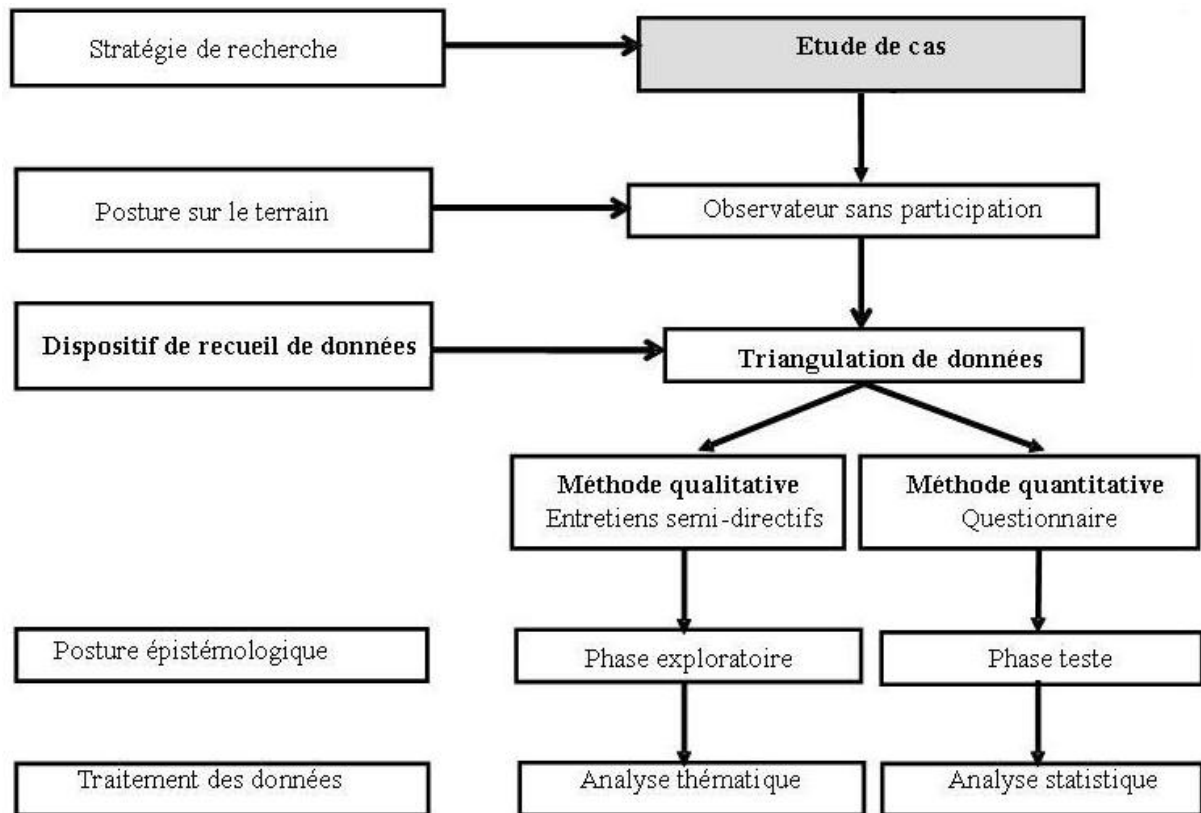 Stratégie de recherche
Etude de cas
Posture sur le terrain
Observateur sans participation
Dispositif de recueil de données
Triangulation de données
Méthode qualitative
Entretiens semi-directifs
Méthode quantitative
Questionnaire
Posture épistémologique
Phase exploratoire
Phase teste
Traitement des données
Analyse thématique
Analyse statistique